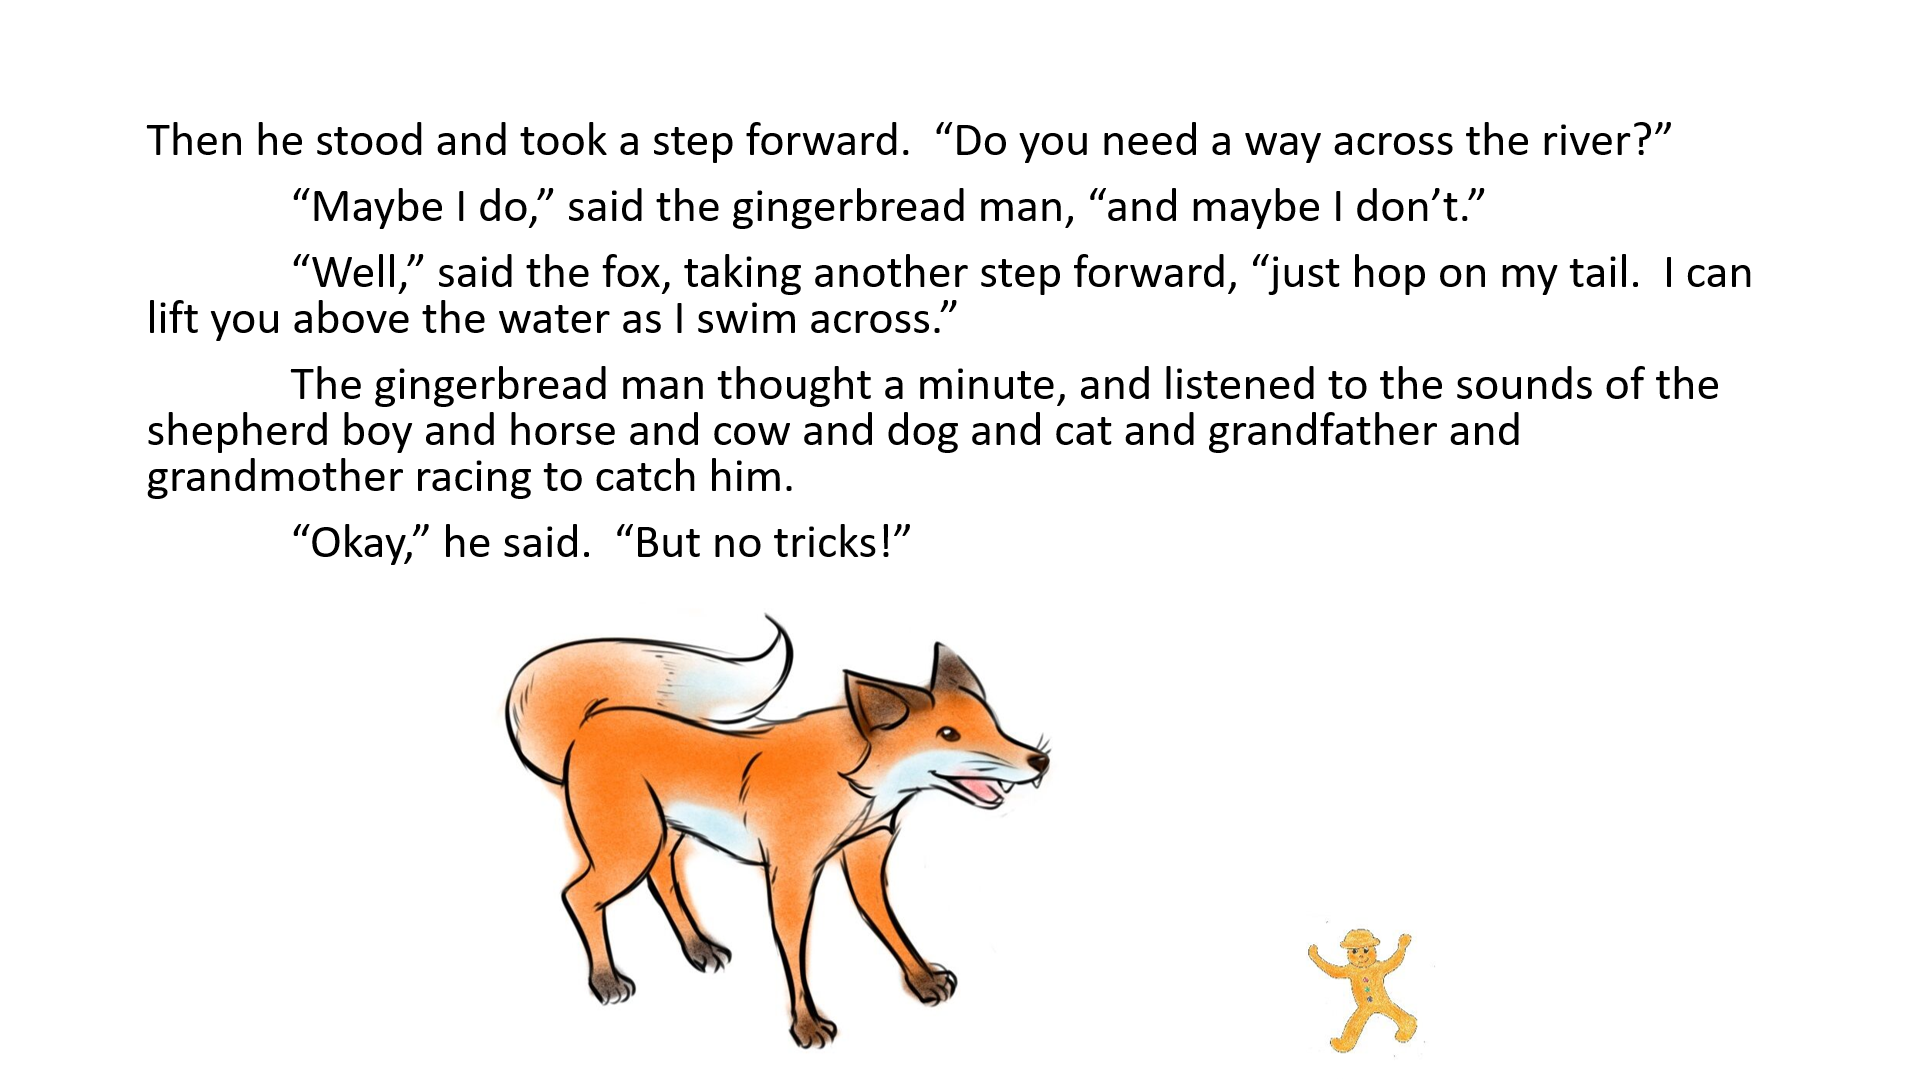 Then he stood and took a step forward.  “Do you need a way across the river?”
“Maybe I do,” said the gingerbread man, “and maybe I don’t.”
“Well,” said the fox, taking another step forward, “just hop on my tail.  I can
lift you above the water as I swim across.”
The gingerbread man thought a minute, and listened to the sounds of the
shepherd boy and horse and cow and dog and cat and grandfather and
grandmother racing to catch him.
“Okay,” he said.  “But no tricks!”